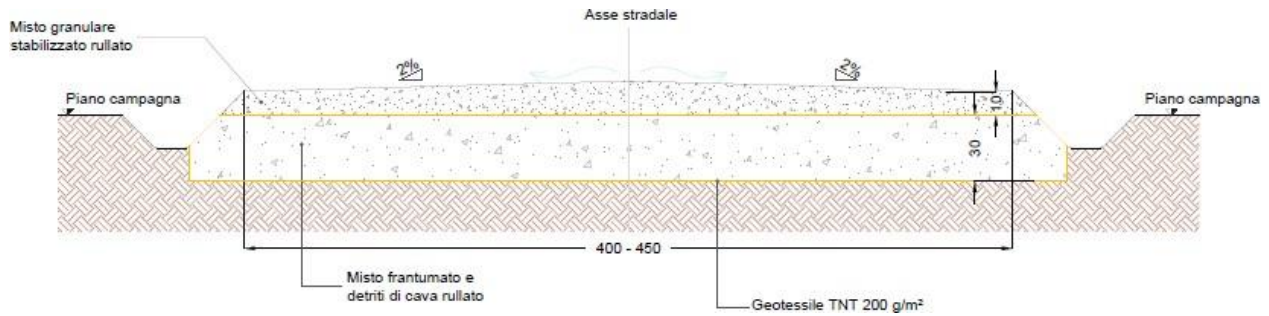 Asse stradale
Misto granulare
stabilizzato rullato
2%
2%
Piano campagna
Piano campagna
10
30
400 - 450
Misto frantumato e
detriti di cava rullato
Geotessile TNT 200 g/m²